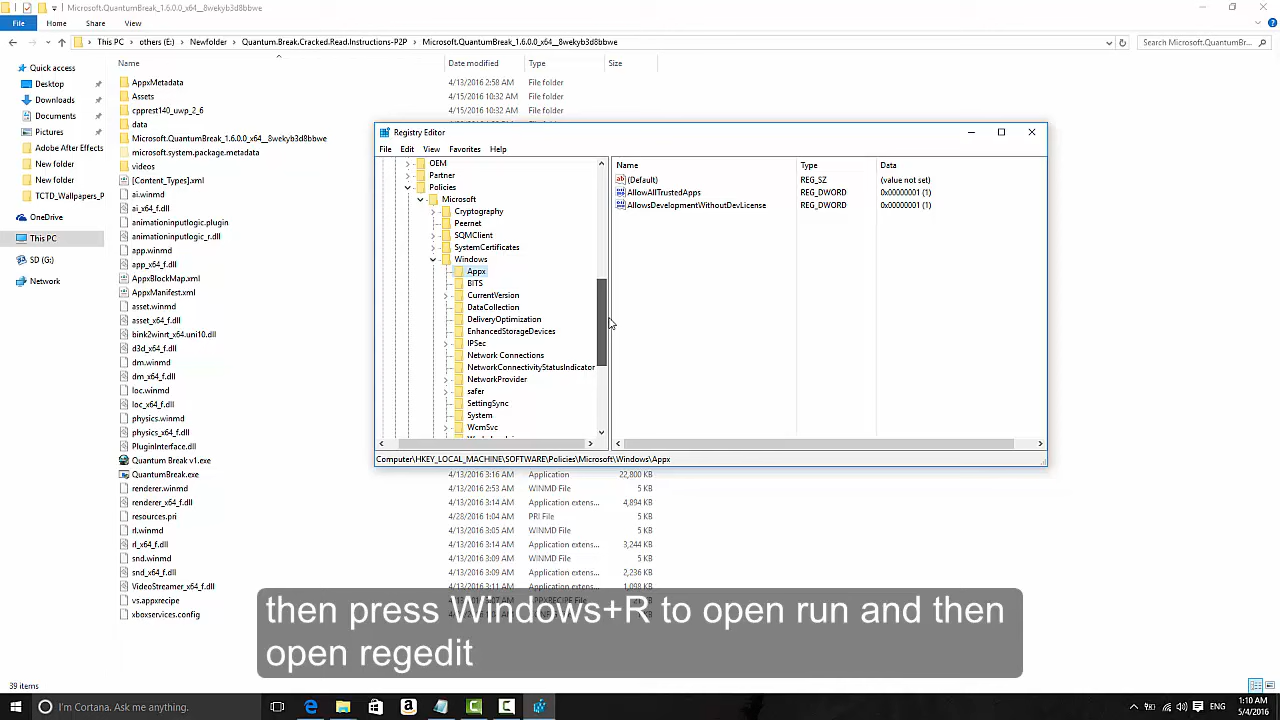 Microsoft.QuantumBreak_1.6.0.0_x64__8wekyb3d8bbwe
File Home Share View
This PC > others (E:) > Newfolder > Quantum.Break.Cracked.Read.Instructions-P2P > Microsoft.QuantumBreak_1.6.0.0_x64__8wekyb3d8bbwe
Search Microsoft.QuantumBr...
Name Date modified Type Size
Quick access
Desktop
Downloads
Documents
Pictures
Adobe After Effects
New folder
New folder
TCTD_Wallpapers_P
OneDrive
This PC
SD (G:)
Network
AppxMetadata 4/13/2016 2:58 AM File folder
Assets 4/15/2016 10:32 AM File folder
cpprest140_uwp_2_6 4/15/2016 10:32 AM File folder
data
Microsoft.QuantumBreak_1.6.0.0_x64__8wekyb3d8bbwe
microsoft.system.package.metadata
videos
[Content_Types].xml
ai.winmd
ai_x64_f.dll
animationinputlogic.plugin
animationinputlogic_r.dll
app.winmd
app_x64_f.dll
AppxBlockMap.xml
AppxManifest.xml
asset.winmd
asset_x64_f.dll
bink2winrt_x64.uni10.dll
d3d_x64_f.dll
dm.winmd
dm_x64_f.dll
loc.winmd
loc_x64_f.dll
physics.winmd
physics_x64_f.dll
PluginInterface.dll
Quantum Break v1.exe
QuantumBreak.exe 4/13/2016 3:16 AM Application 22,800 KB
renderer.winmd 4/13/2016 2:53 AM WINMD File 5 KB
renderer_x64_f.dll 4/13/2016 3:14 AM Application extens... 4,894 KB
resources.pri 4/28/2016 1:04 AM PRI File 5 KB
rl.winmd 4/13/2016 3:09 AM WINMD File 5 KB
rl_x64_f.dll 4/13/2016 3:14 AM Application extens... 3,244 KB
snd.winmd 4/13/2016 3:09 AM WINMD File 5 KB
snd_x64_f.dll 4/13/2016 3:09 AM Application extens... 2,236 KB
VideoStreamer_x64_f.dll 4/13/2016 3:11 AM Application extens... 1,098 KB
vs.appxrecipe
xboxservices.config
39 items
Registry Editor
File Edit View Favorites Help
OEM
Partner
Policies
Microsoft
Cryptography
Peernet
SQMClient
SystemCertificates
Windows
Appx
BITS
CurrentVersion
DataCollection
DeliveryOptimization
EnhancedStorageDevices
IPSec
Network Connections
NetworkConnectivityStatusIndicator
NetworkProvider
safer
SettingSync
System
WcmSvc
Name Type Data
(Default) REG_SZ (value not set)
AllowAllTrustedApps REG_DWORD 0x00000001 (1)
AllowsDevelopmentWithoutDevLicense REG_DWORD 0x00000001 (1)
Computer\HKEY_LOCAL_MACHINE\SOFTWARE\Policies\Microsoft\Windows\Appx
then press Windows+R to open run and then
open regedit
I'm Cortana. Ask me anything.
ENG
1:10 AM
5/4/2016